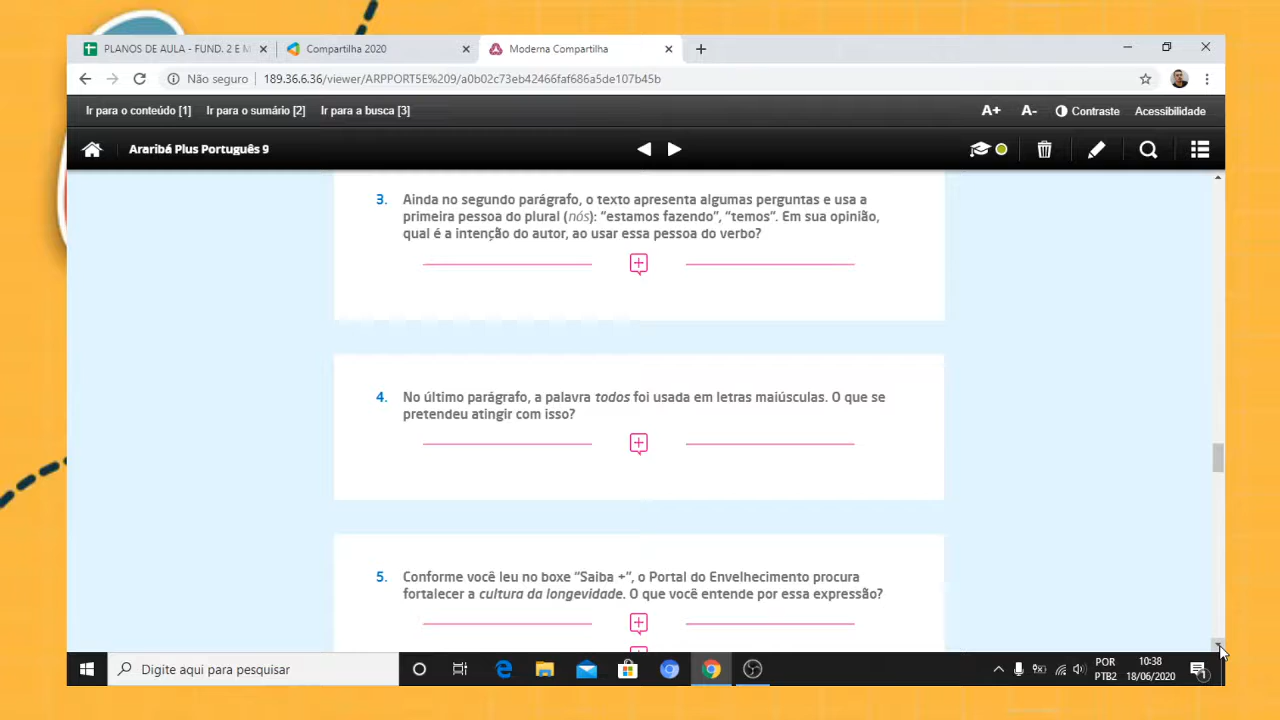 PLANOS DE AULA - FUND. 2 E M
Compartilha 2020
Moderna Compartilha
Não seguro
189.36.6.36/viewer/ARPPORT5E%209/a0b02c73eb42466faf686a5de107b45b
Ir para o conteúdo [1]
Ir para o sumário [2]
Ir para a busca [3]
A+
A-
Contraste
Acessibilidade
Araribá Plus Português 9
3. Ainda no segundo parágrafo, o texto apresenta algumas perguntas e usa a
primeira pessoa do plural (nós): “estamos fazendo”, “temos”. Em sua opinião,
qual é a intenção do autor, ao usar essa pessoa do verbo?
4. No último parágrafo, a palavra todos foi usada em letras maiúsculas. O que se
pretendeu atingir com isso?
5. Conforme você leu no boxe “Saiba +”, o Portal do Envelhecimento procura
fortalecer a cultura da longevidade. O que você entende por essa expressão?
Digite aqui para pesquisar
POR
PTB2
10:38
18/06/2020
1